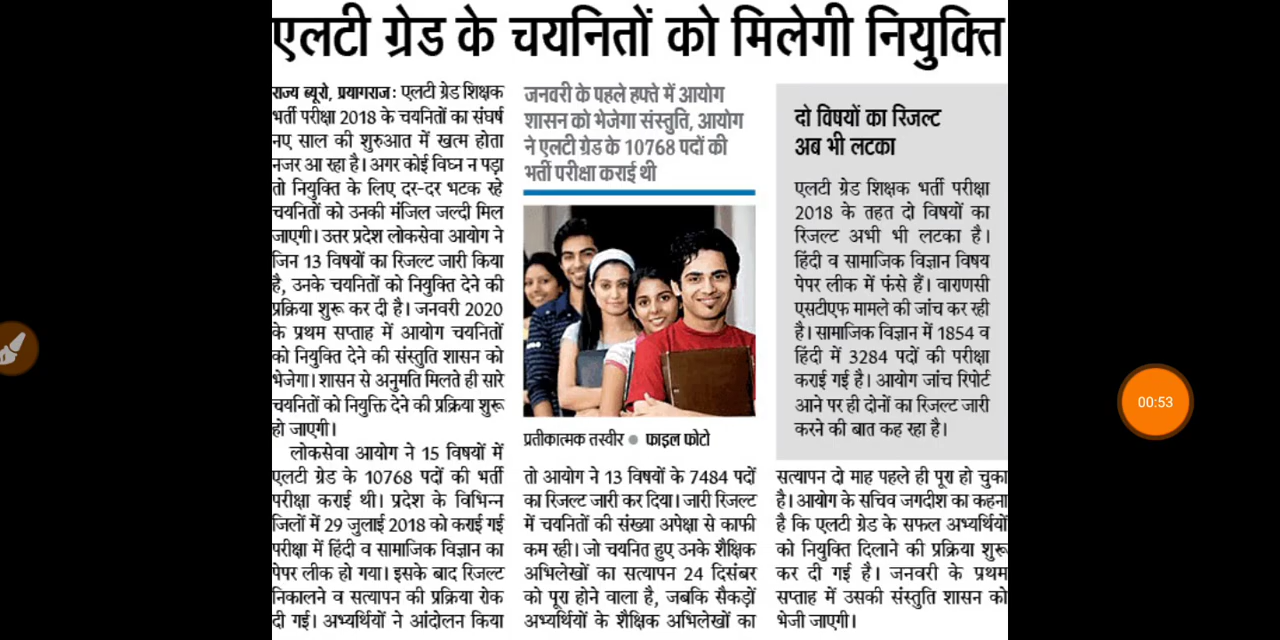 एलटी ग्रेड के चयनितों को मिलेगी नियुक्ति
राज्य ब्यूरो, प्रयागराज: एलटी ग्रेड शिक्षक
भर्ती परीक्षा 2018 के चयनितों का संघर्ष
नए साल की शुरुआत में खत्म होता
नजर आ रहा है। अगर कोई विघ्न न पड़ा
तो नियुक्ति के लिए दर-दर भटक रहे
चयनितों को उनकी मंजिल जल्दी मिल
जाएगी। उत्तर प्रदेश लोकसेवा आयोग ने
जिन 13 विषयों का रिजल्ट जारी किया
है, उनके चयनितों को नियुक्ति देने की
प्रक्रिया शुरू कर दी है। जनवरी 2020
के प्रथम सप्ताह में आयोग चयनितों
को नियुक्ति देने की संस्तुति शासन को
भेजेगा। शासन से अनुमति मिलते ही सारे
चयनितों को नियुक्ति देने की प्रक्रिया शुरू
हो जाएगी।
लोकसेवा आयोग ने 15 विषयों में
एलटी ग्रेड के 10768 पदों की भर्ती
परीक्षा कराई थी। प्रदेश के विभिन्न
जिलों में 29 जुलाई 2018 को कराई गई
परीक्षा में हिंदी व सामाजिक विज्ञान का
पेपर लीक हो गया। इसके बाद रिजल्ट
निकालने व सत्यापन की प्रक्रिया रोक
दी गई। अभ्यर्थियों ने आंदोलन किया
जनवरी के पहले हफ्ते में आयोग
शासन को भेजेगा संस्तुति, आयोग
ने एलटी ग्रेड के 10768 पदों की
भर्ती परीक्षा कराई थी
प्रतीकात्मक तस्वीर ● फाइल फोटो
तो आयोग ने 13 विषयों के 7484 पदों
का रिजल्ट जारी कर दिया। जारी रिजल्ट
में चयनितों की संख्या अपेक्षा से काफी
कम रही। जो चयनित हुए उनके शैक्षिक
अभिलेखों का सत्यापन 24 दिसंबर
को पूरा होने वाला है, जबकि सैकड़ों
अभ्यर्थियों के शैक्षिक अभिलेखों का
दो विषयों का रिजल्ट
अब भी लटका
एलटी ग्रेड शिक्षक भर्ती परीक्षा
2018 के तहत दो विषयों का
रिजल्ट अभी भी लटका है।
हिंदी व सामाजिक विज्ञान विषय
पेपर लीक में फंसे हैं। वाराणसी
एसटीएफ मामले की जांच कर रही
है। सामाजिक विज्ञान में 1854 व
हिंदी में 3284 पदों की परीक्षा
कराई गई है। आयोग जांच रिपोर्ट
आने पर ही दोनों का रिजल्ट जारी
करने की बात कह रहा है।
सत्यापन दो माह पहले ही पूरा हो चुका
है। आयोग के सचिव जगदीश का कहना
है कि एलटी ग्रेड के सफल अभ्यर्थियों
को नियुक्ति दिलाने की प्रक्रिया शुरू
कर दी गई है। जनवरी के प्रथम
सप्ताह में उसकी संस्तुति शासन को
भेजी जाएगी।
00:53